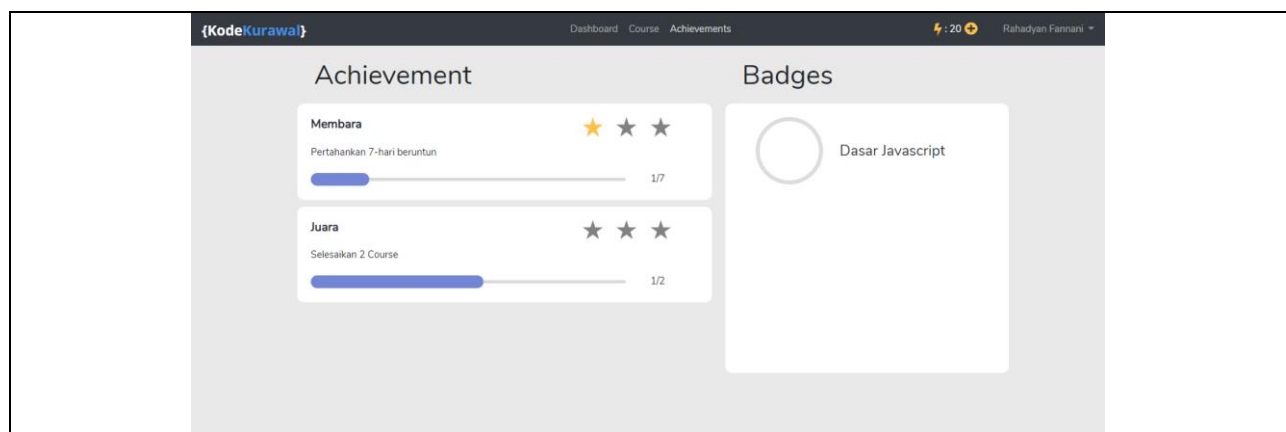 {KodeKurawal}
Dashboard Course Achievements
: 20
Rahadyan Fannani
Achievement
Membara
Pertahankan 7-hari beruntun
1/7
Juara
Selesaikan 2 Course
1/2
Badges
Dasar Javascript